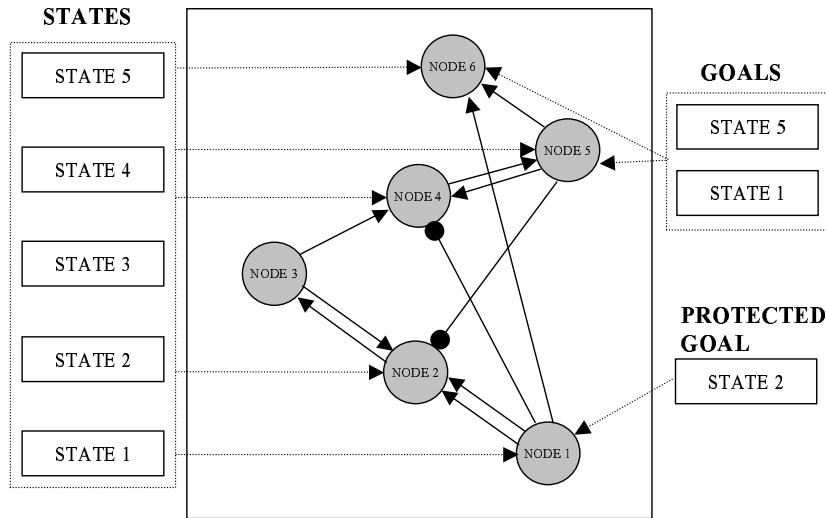 STATES
STATE 5
STATE 4
STATE 3
STATE 2
STATE 1
NODE 6
NODE 5
NODE 4
NODE 3
NODE 2
NODE 1
GOALS
STATE 5
STATE 1
PROTECTED
GOAL
STATE 2